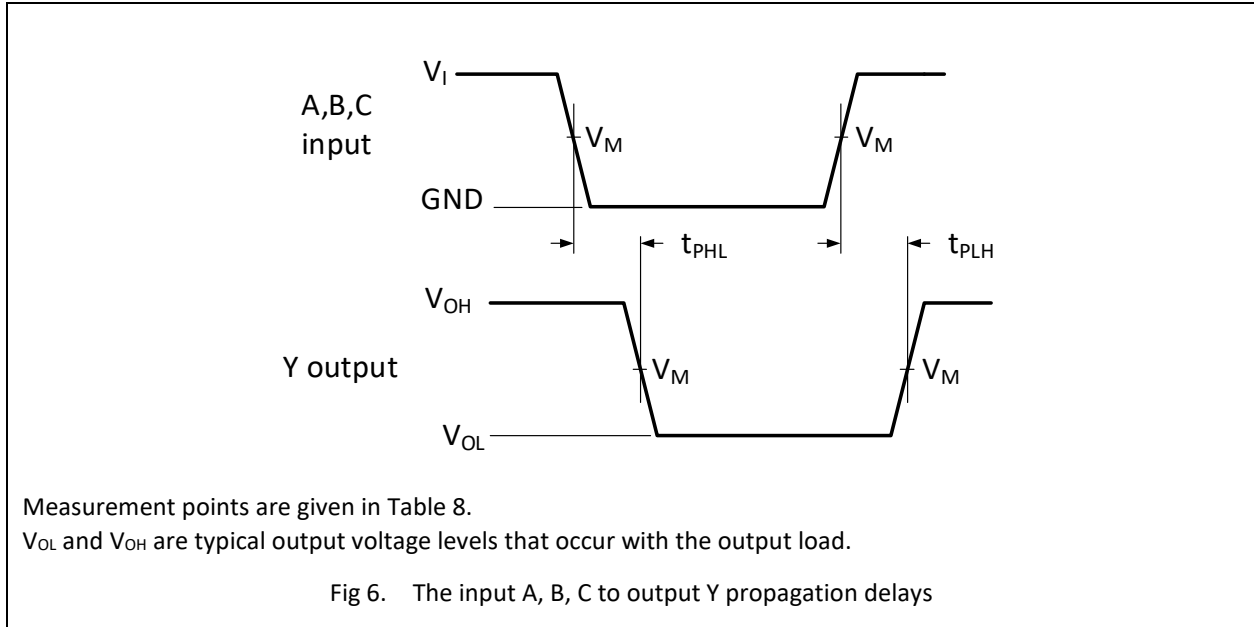 V_I
A,B,C
input
V_M
V_M
GND
t_PHL
t_PLH
V_OH
Y output
V_M
V_M
V_OL
Measurement points are given in Table 8.
V_OL and V_OH are typical output voltage levels that occur with the output load.
Fig 6. The input A, B, C to output Y propagation delays